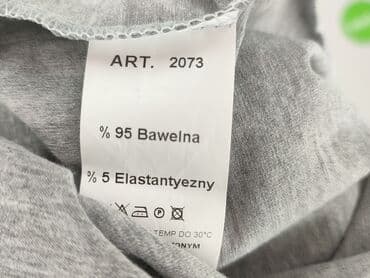 ART. 2073
% 95 Bawelna
% 5 Elastantyezny
TEMP DO 30°C